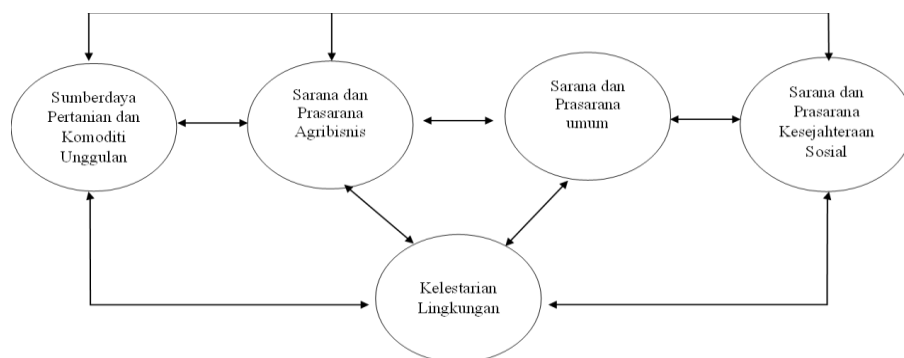 Sumberdaya
Pertanian dan
Komoditi
Unggulan
Sarana dan
Prasarana
Agribisnis
Sarana dan
Prasarana
umum
Sarana dan
Prasarana
Kesejahteraan
Sosial
Kelestarian
Lingkungan